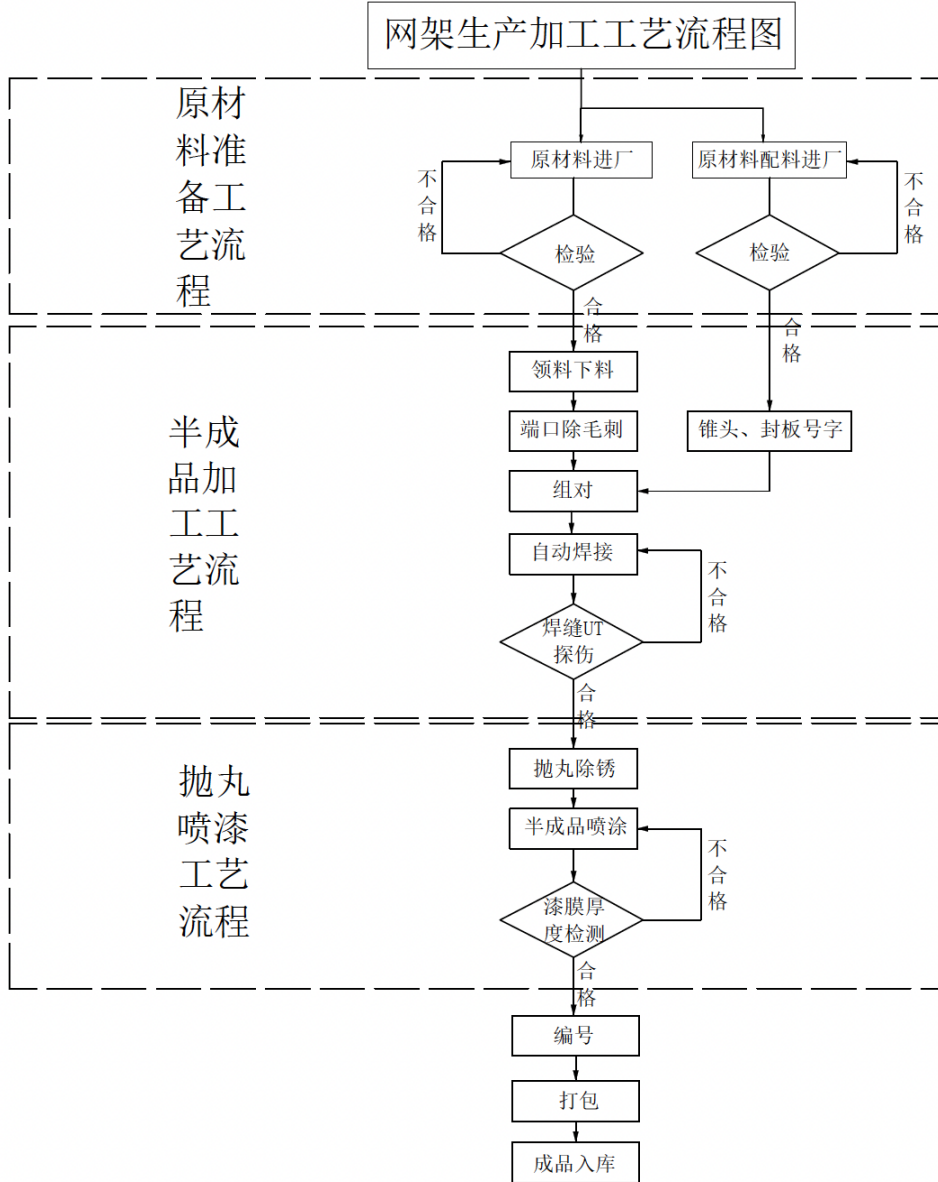 网架生产加工工艺流程图
原材
料准
备工
艺流
程
原材料进厂
原材料配料进厂
不
合
格
不
合
格
检验
检验
合
格
合
格
半成
品加
工工
艺流
程
领料下料
端口除毛刺
锥头、封板号字
组对
自动焊接
不
合
格
焊缝UT
探伤
合
格
抛丸
喷漆
工艺
流程
抛丸除锈
半成品喷涂
不
合
格
漆膜厚
度检测
合
格
编号
打包
成品入库